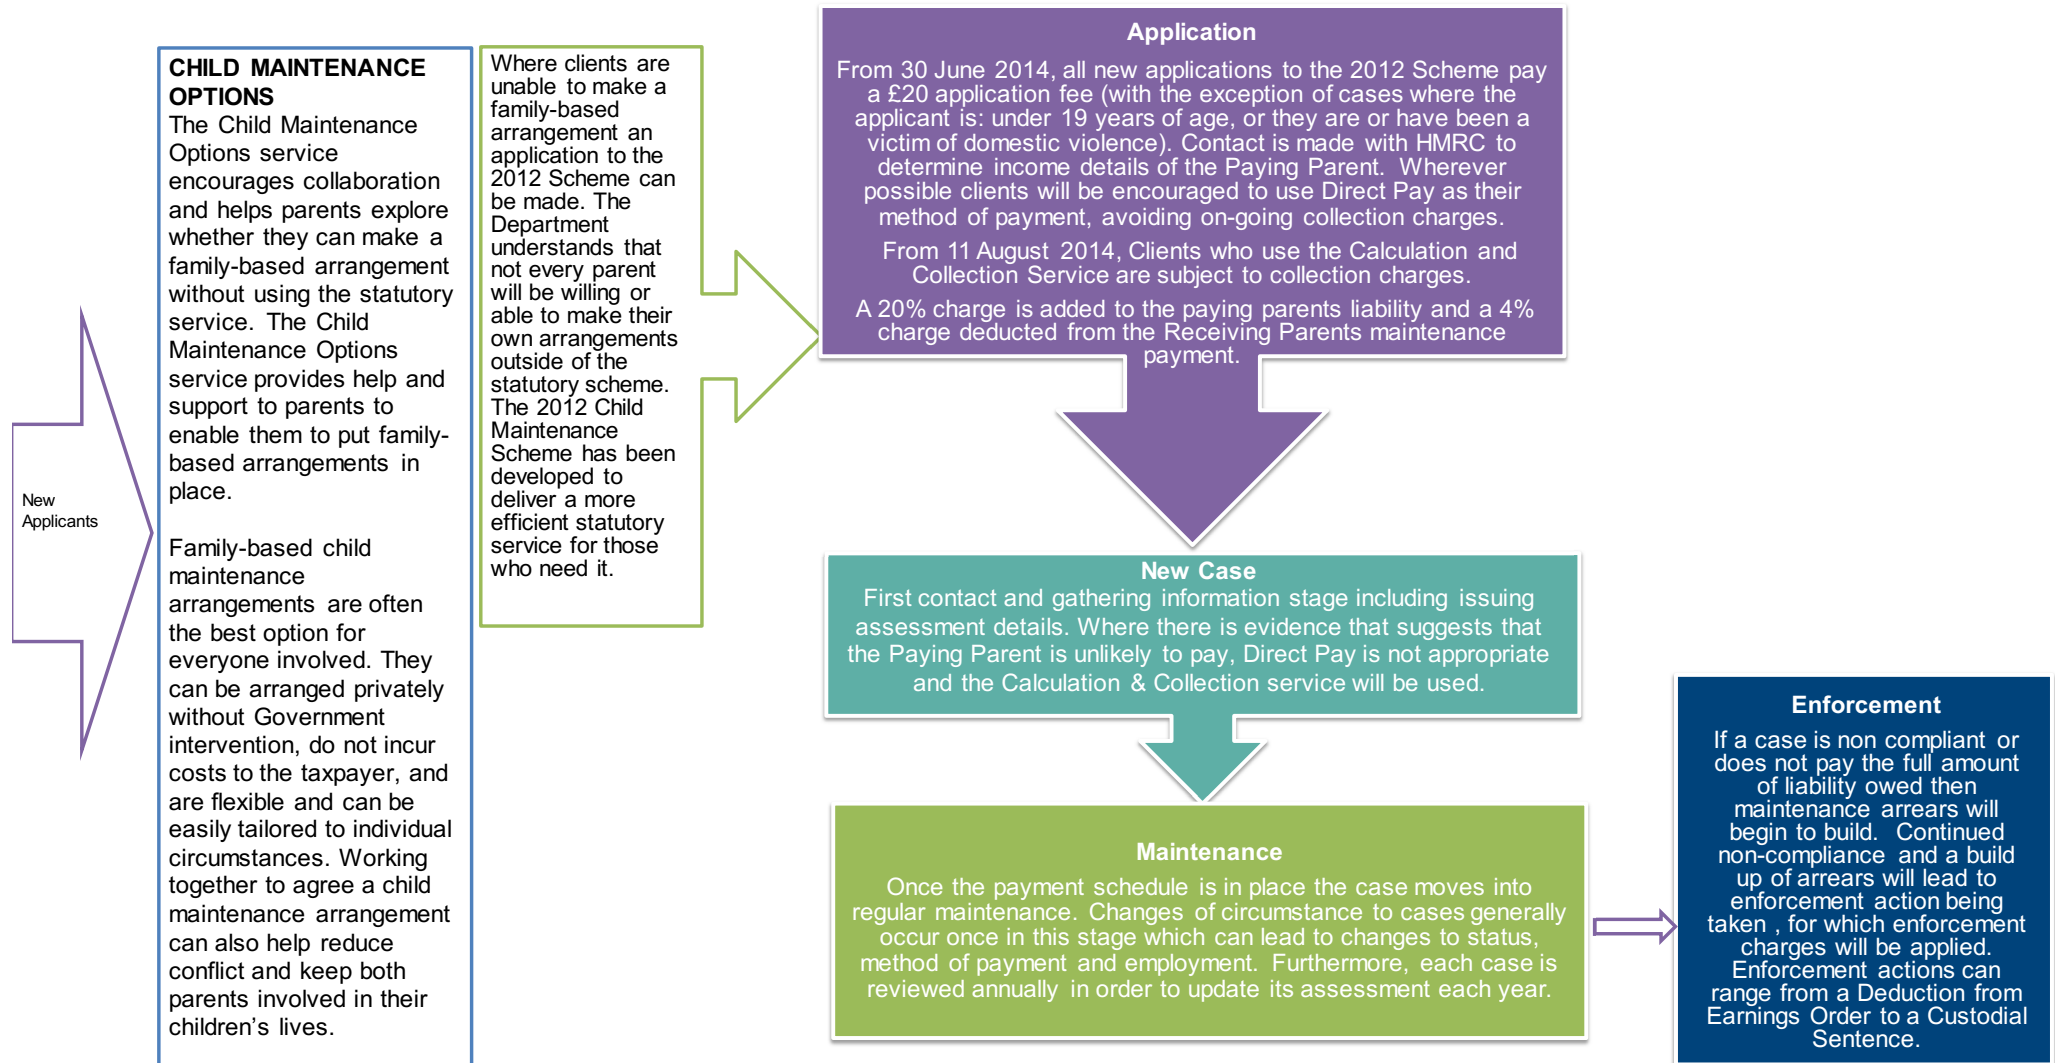 New
Applicants
CHILD MAINTENANCE
OPTIONS
The Child Maintenance
Options service
encourages collaboration
and helps parents explore
whether they can make a
family-based arrangement
without using the statutory
service. The Child
Maintenance Options
service provides help and
support to parents to
enable them to put family-
based arrangements in
place.
Family-based child
maintenance
arrangements are often
the best option for
everyone involved. They
can be arranged privately
without Government
intervention, do not incur
costs to the taxpayer, and
are flexible and can be
easily tailored to individual
circumstances. Working
together to agree a child
maintenance arrangement
can also help reduce
conflict and keep both
parents involved in their
children’s lives.
Where clients are
unable to make a
family-based
arrangement an
application to the
2012 Scheme can
be made. The
Department
understands that
not every parent
will be willing or
able to make their
own arrangements
outside of the
statutory scheme.
The 2012 Child
Maintenance
Scheme has been
developed to
deliver a more
efficient statutory
service for those
who need it.
Application
From 30 June 2014, all new applications to the 2012 Scheme pay
a £20 application fee (with the exception of cases where the
applicant is: under 19 years of age, or they are or have been a
victim of domestic violence). Contact is made with HMRC to
determine income details of the Paying Parent. Wherever
possible clients will be encouraged to use Direct Pay as their
method of payment, avoiding on-going collection charges.
From 11 August 2014, Clients who use the Calculation and
Collection Service are subject to collection charges.
A 20% charge is added to the paying parents liability and a 4%
charge deducted from the Receiving Parents maintenance
payment.
New Case
First contact and gathering information stage including issuing
assessment details. Where there is evidence that suggests that
the Paying Parent is unlikely to pay, Direct Pay is not appropriate
and the Calculation & Collection service will be used.
Maintenance
Once the payment schedule is in place the case moves into
regular maintenance. Changes of circumstance to cases generally
occur once in this stage which can lead to changes to status,
method of payment and employment. Furthermore, each case is
reviewed annually in order to update its assessment each year.
Enforcement
If a case is non compliant or
does not pay the full amount
of liability owed then
maintenance arrears will
begin to build. Continued
non-compliance and a build
up of arrears will lead to
enforcement action being
taken , for which enforcement
charges will be applied.
Enforcement actions can
range from a Deduction from
Earnings Order to a Custodial
Sentence.